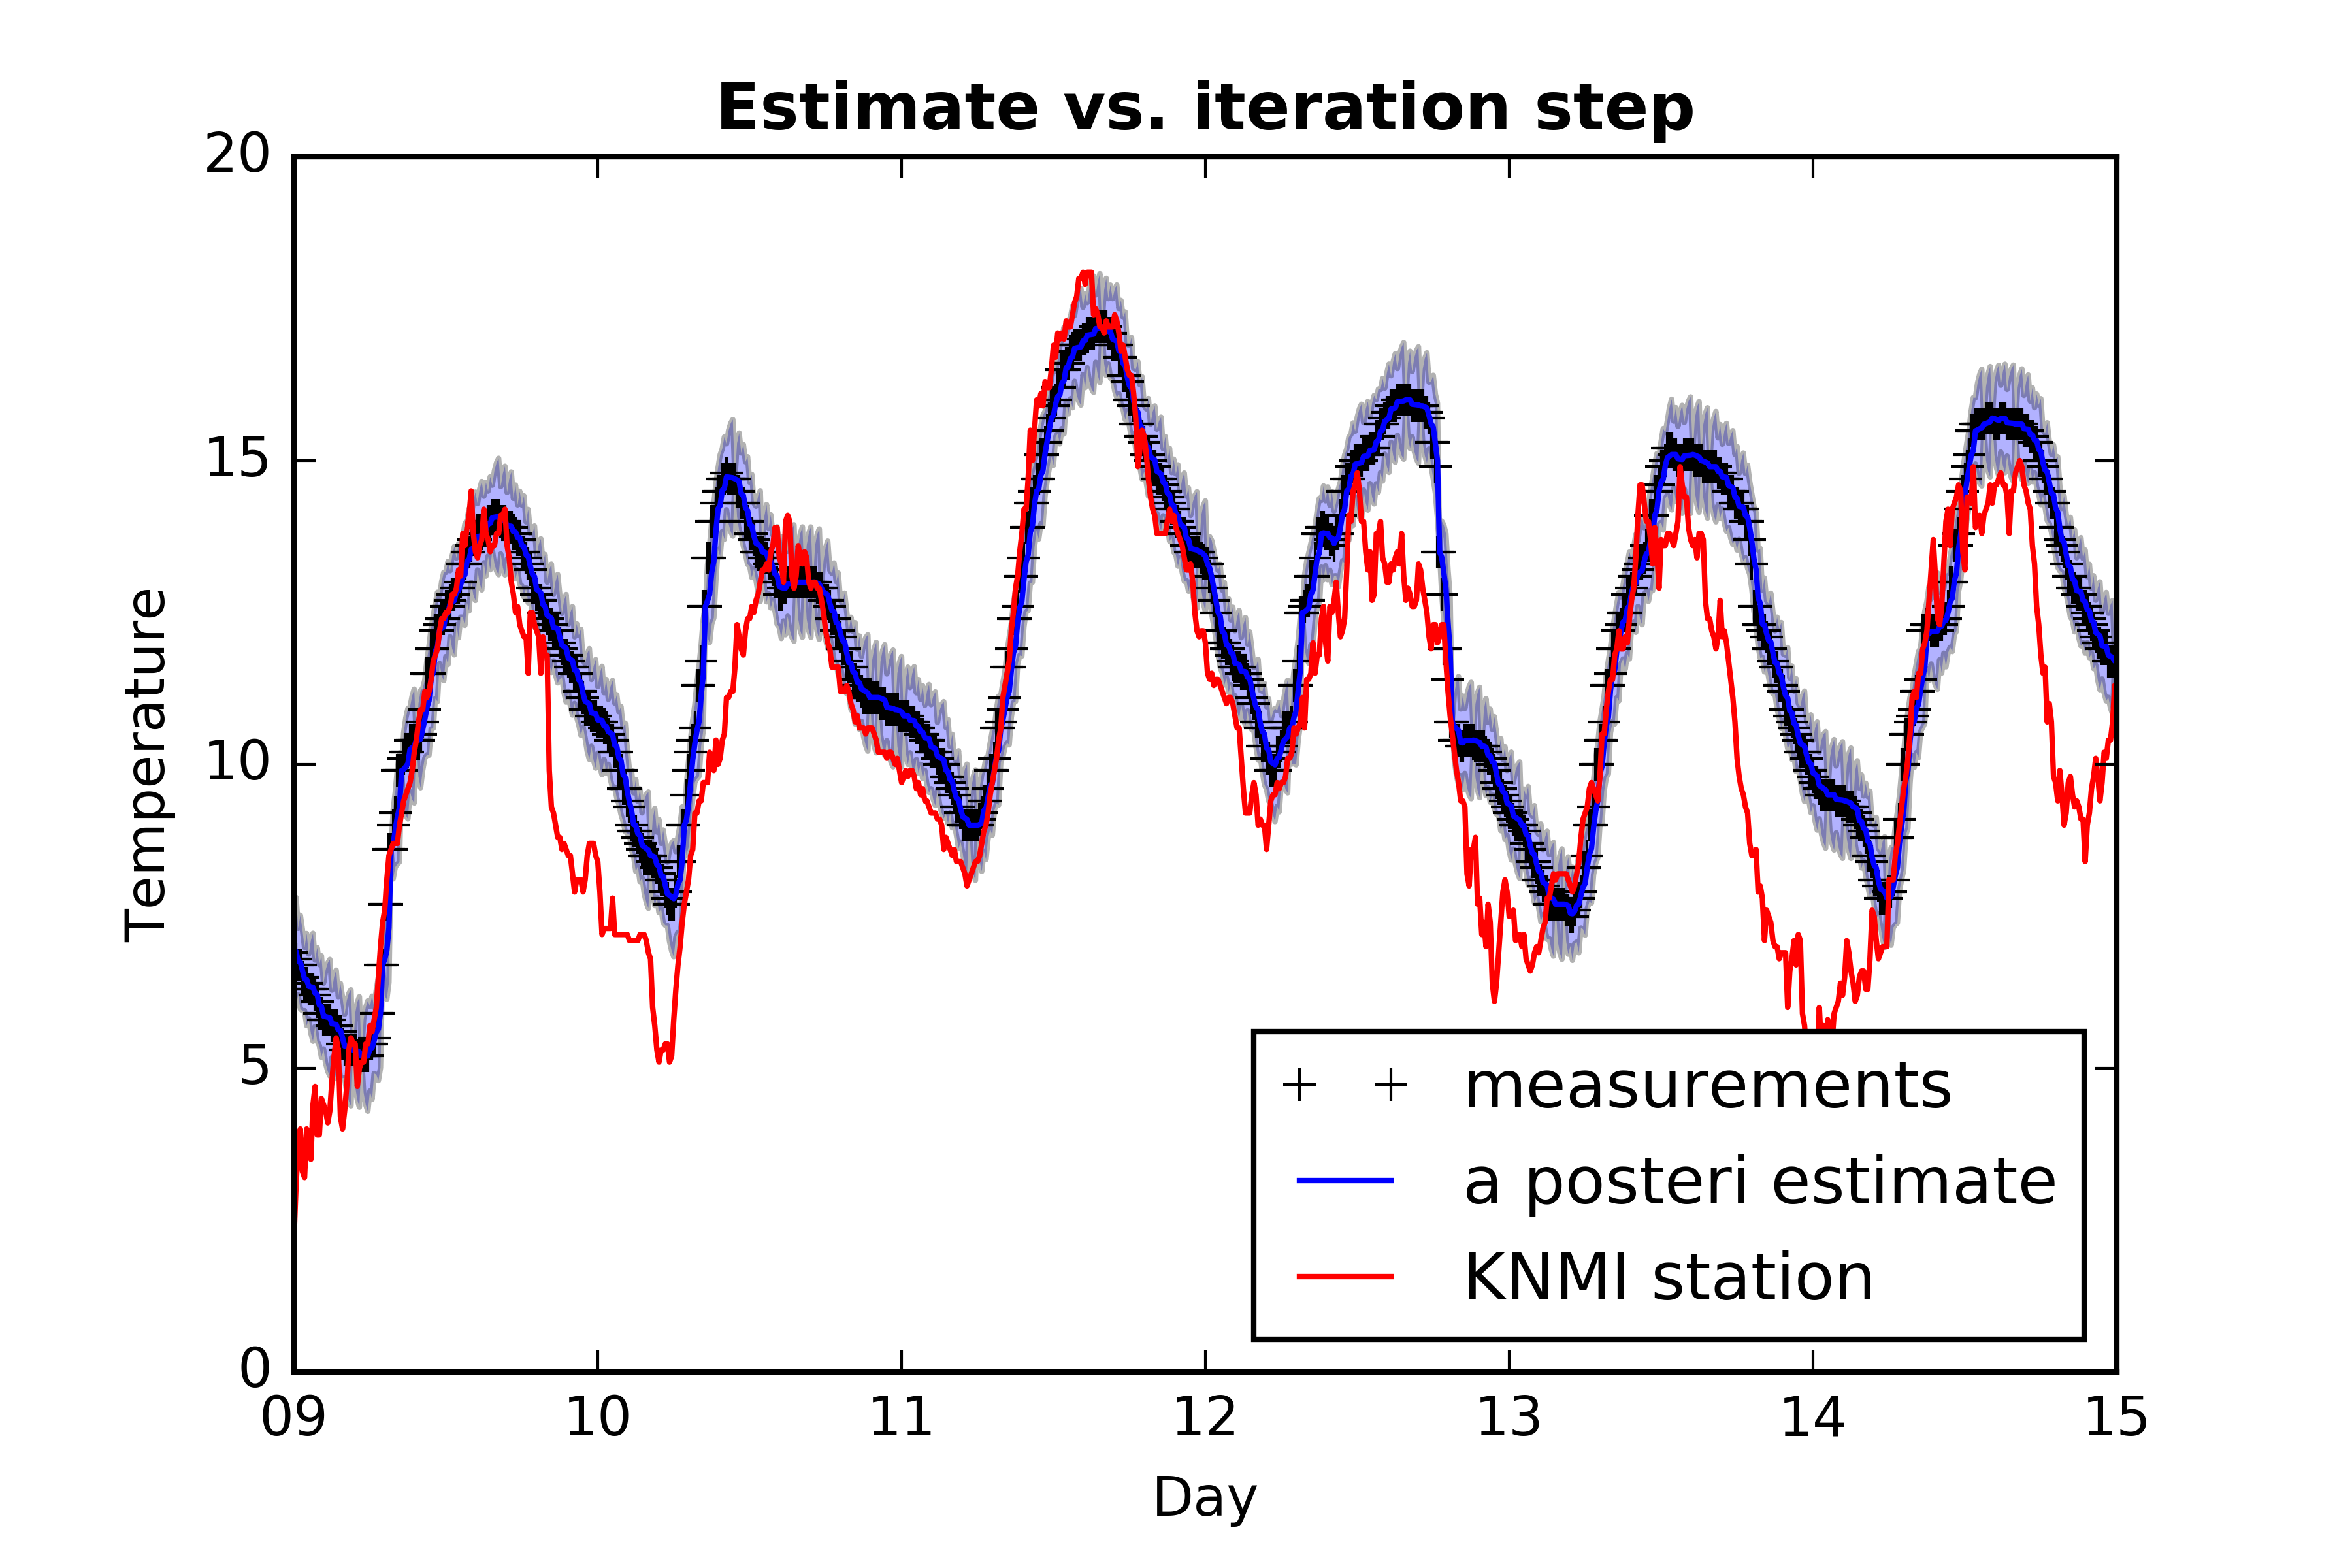 Estimate vs. iteration step
20
15
10
5
0
Temperature
09 10 11 12 13 14 15
Day
measurements
a posteri estimate
KNMI station